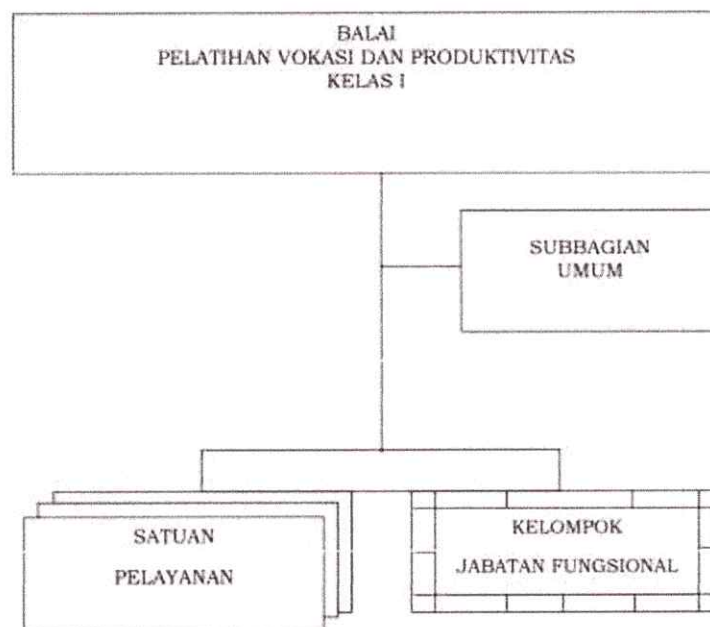 BALAI
PELATIHAN VOKASI DAN PRODUKTIVITAS
KELAS I
SUBBAGIAN
UMUM
SATUAN
PELAYANAN
KELOMPOK
JABATAN FUNGSIONAL